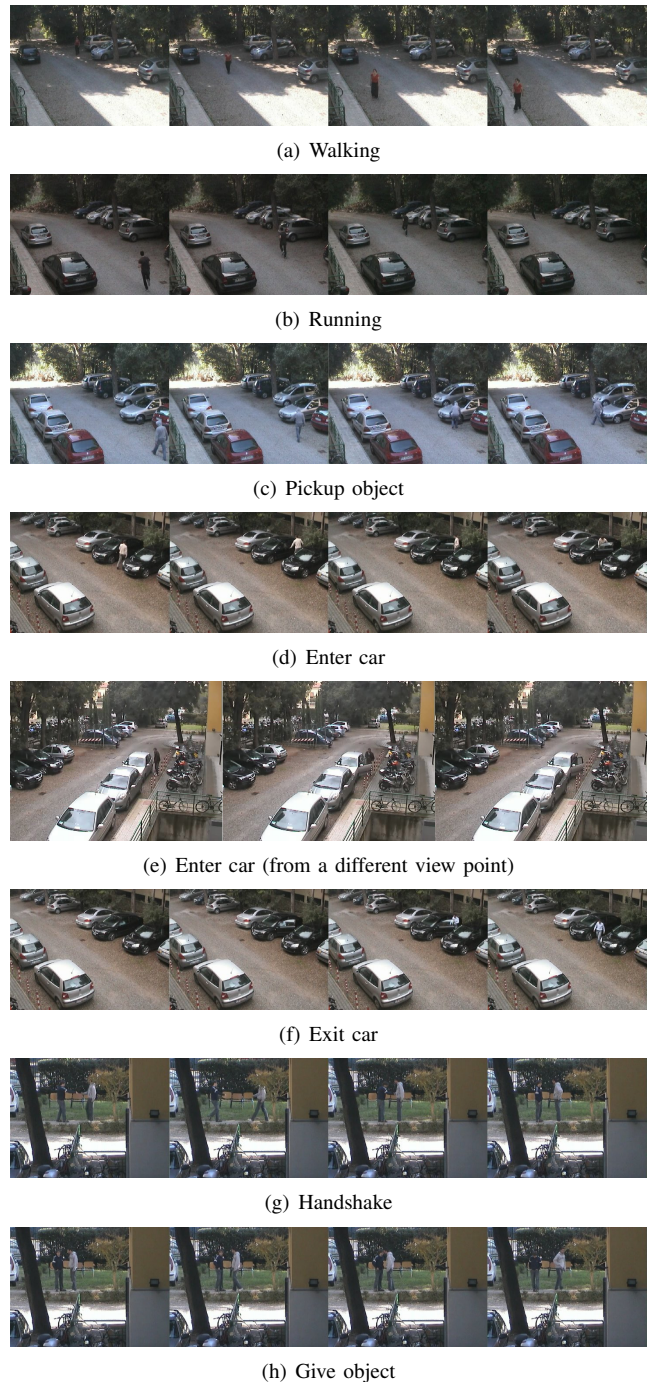 (a) Walking
(b) Running
(c) Pickup object
(d) Enter car
(e) Enter car (from a different view point)
(f) Exit car
(g) Handshake
(h) Give object